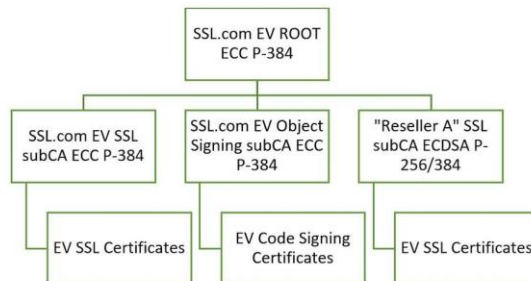 SSL.com EV ROOT
ECC P-384
SSL.com EV SSL
subCA ECC P-384
SSL.com EV Object
Signing subCA ECC
P-384
"Reseller A" SSL
subCA ECDSA P-
256/384
EV SSL Certificates
EV Code Signing
Certificates
EV SSL Certificates